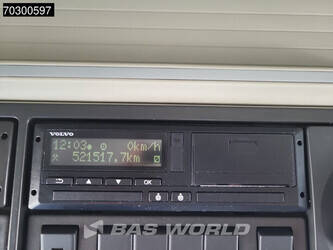 70300597
VOLVO
12:03 0km/h
521517.7km
OK
BAS WORLD